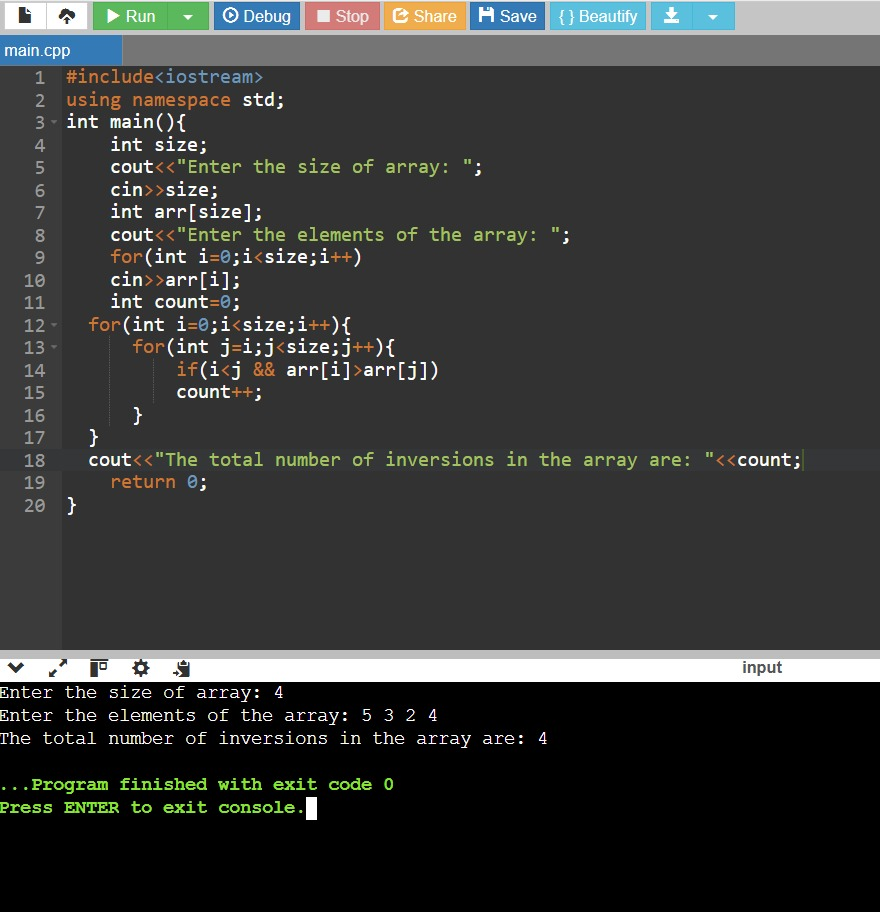 Run Debug Stop Share Save { } Beautify
main.cpp
1 #include<iostream>
2 using namespace std;
3 int main(){
4     int size;
5     cout<<"Enter the size of array: ";
6     cin>>size;
7     int arr[size];
8     cout<<"Enter the elements of the array: ";
9     for(int i=0;i<size;i++)
10     cin>>arr[i];
11     int count=0;
12   for(int i=0;i<size;i++){
13       for(int j=i;j<size;j++){
14           if(i<j && arr[i]>arr[j])
15           count++;
16       }
17   }
18   cout<<"The total number of inversions in the array are: "<<count;
19     return 0;
20 }
input
Enter the size of array: 4
Enter the elements of the array: 5 3 2 4
The total number of inversions in the array are: 4
...Program finished with exit code 0
Press ENTER to exit console.